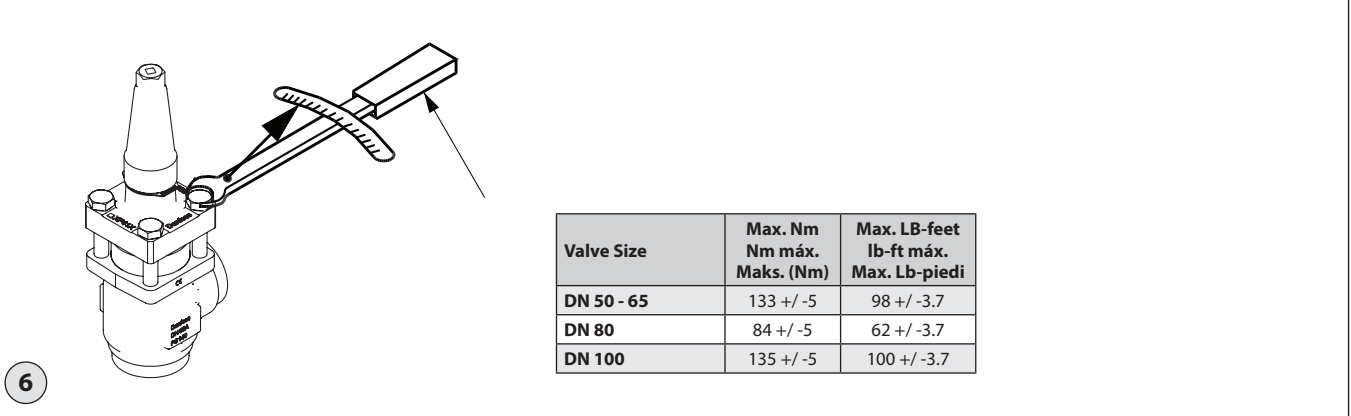 Valve Size
Max. Nm
Nm máx.
Maks. (Nm)
Max. LB-feet
lb-ft máx.
Max. Lb-piedi
DN 50 - 65 133 +/ -5 98 +/ -3.7
DN 80 84 +/ -5 62 +/ -3.7
DN 100 135 +/ -5 100 +/ -3.7
6